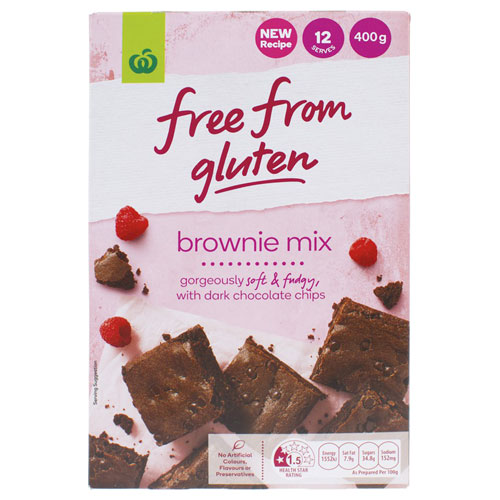 NEW
Recipe
12
SERVES
400g
free from
gluten
brownie mix
gorgeously soft & fudgy,
with dark chocolate chips
Serving Suggestion
No Artificial
Colours,
Flavours or
Preservatives
1.5
HEALTH STAR
RATING
Energy
1552kJ
Sat Fat
7.9g
Sugars
34.8g
Sodium
152mg
As Prepared Per 100g